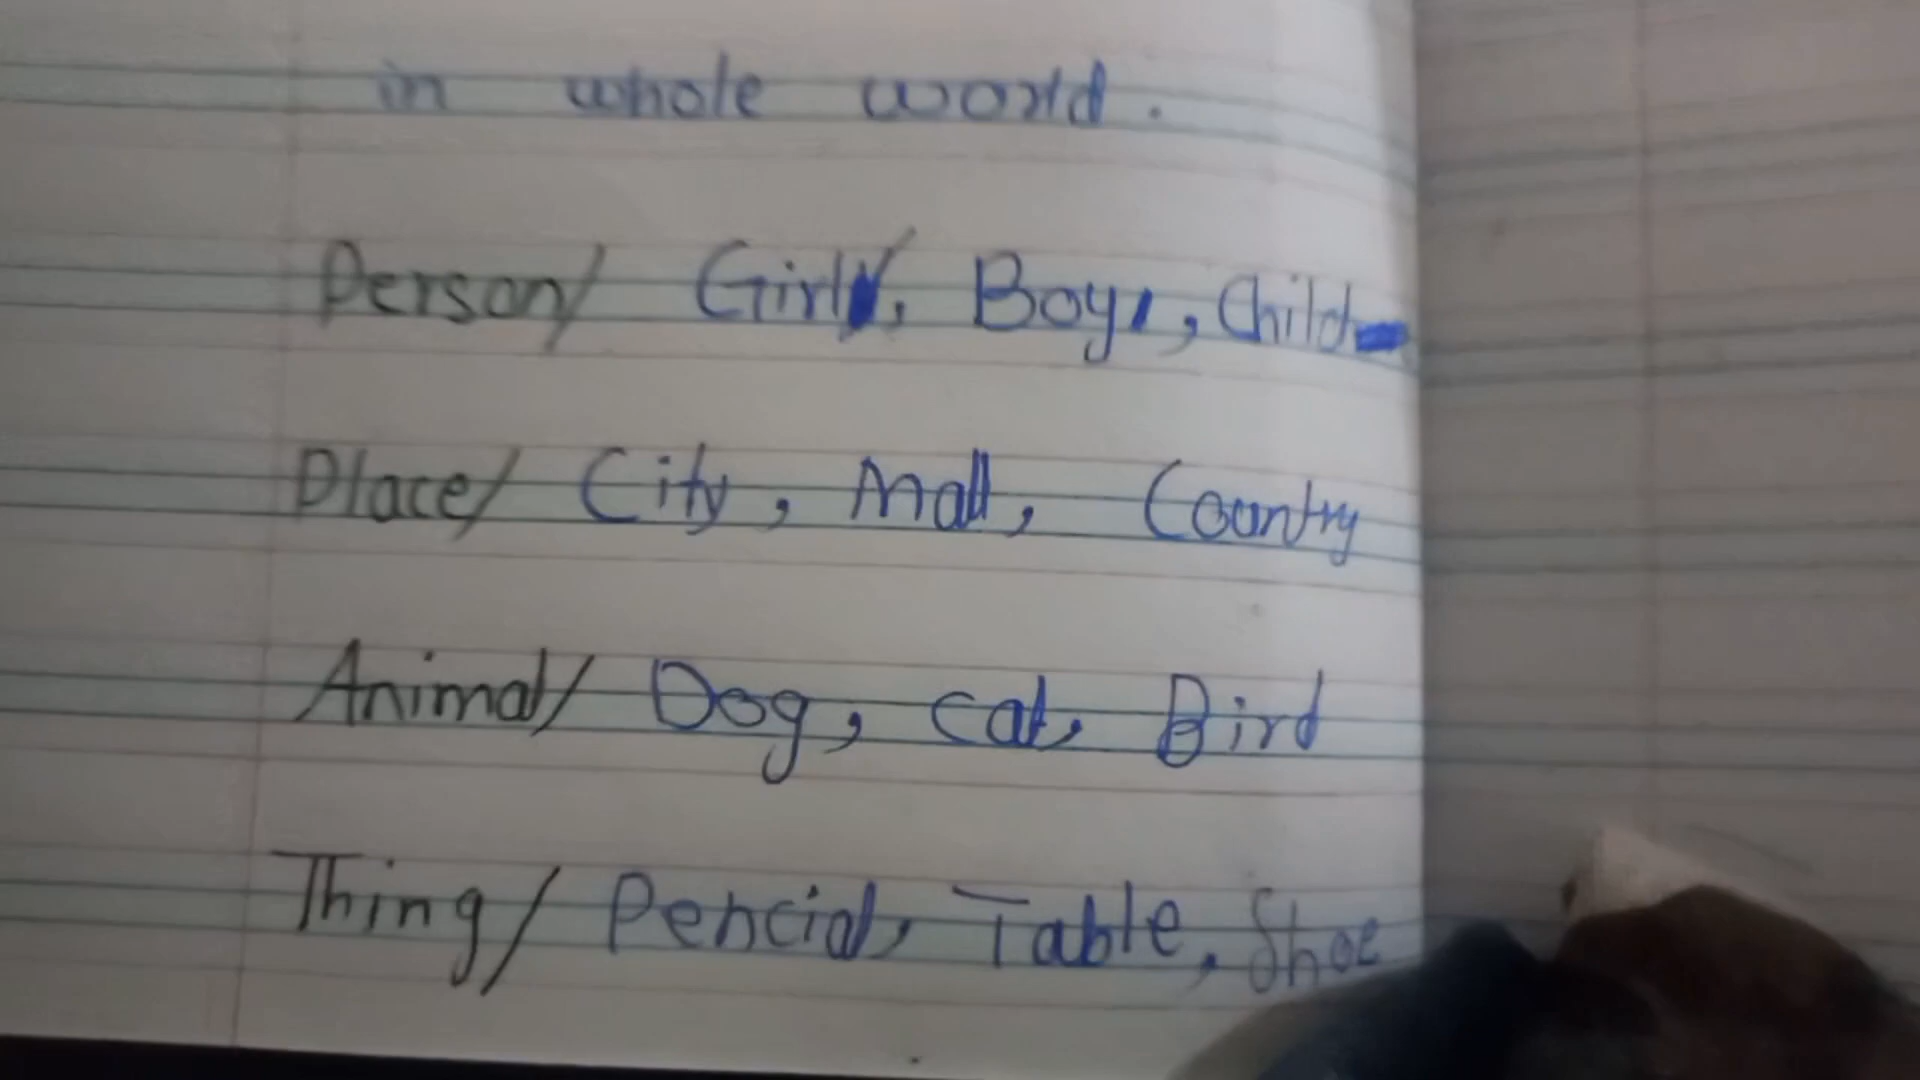 in whole world.
Person/ Girl, Boy, Child
Place/ City, Mall, Country
Animal/ Dog, Cat, Bird
Thing/ Pencial, Table, Shoe